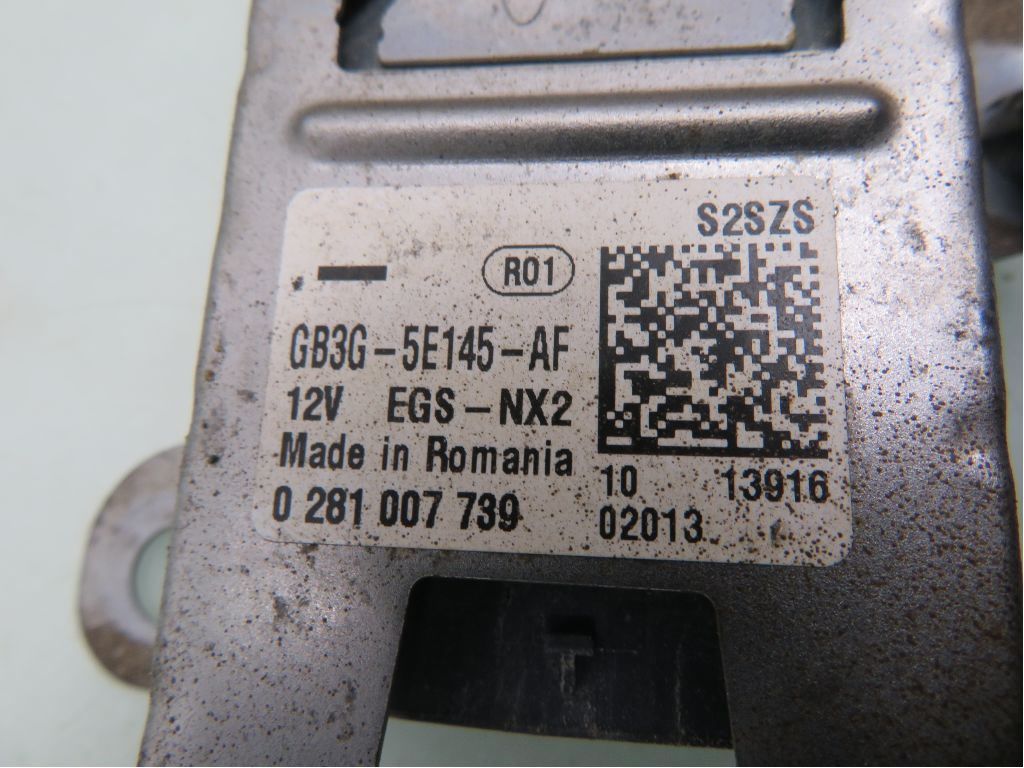 S2SZS
R01
GB3G-5E145-AF
12V EGS-NX2
Made in Romania
0 281 007 739
10 13916
02013